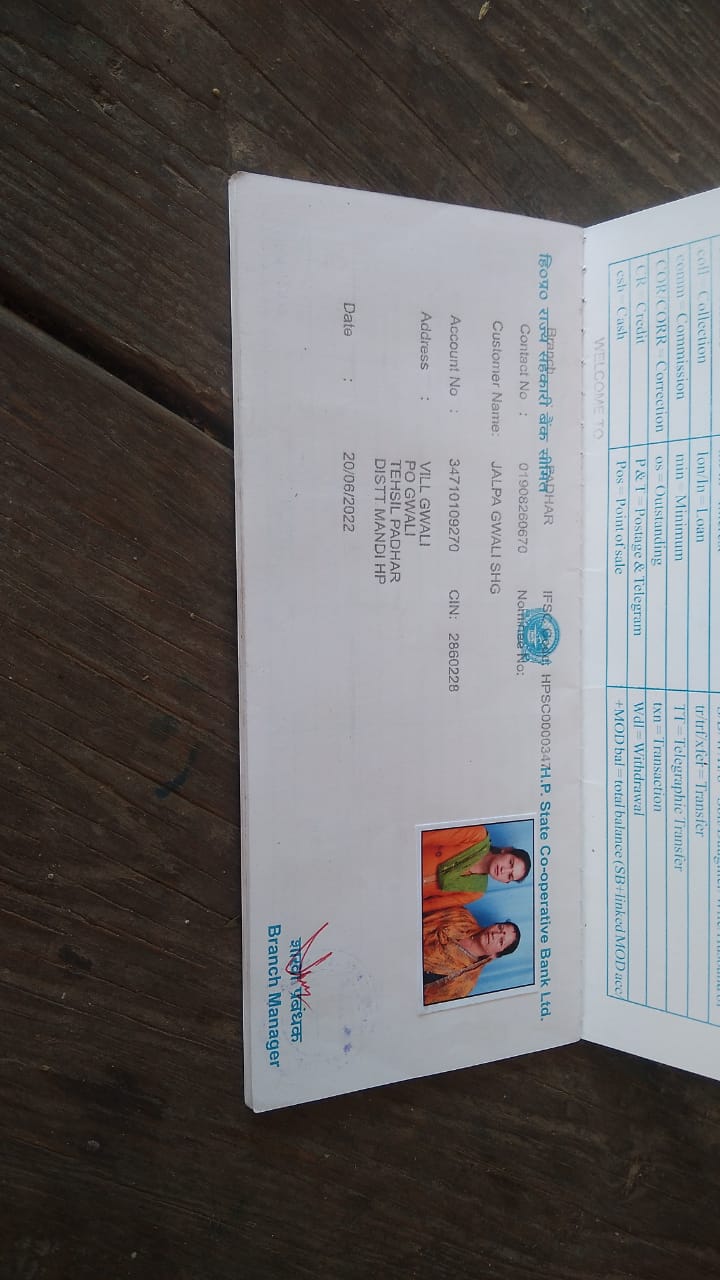 हि०प्र० राज्य सहकारी बैंक सीमित H.P. State Co-operative Bank Ltd.
Branch PADHAR IFSC HPSC0000347
Contact No : 01908260670 Nominee No:
Customer Name: JALPA GWALI SHG
Account No : 34710109270 CIN: 2860228
Address : VILL GWALI
PO GWALI
TEHSIL PADHAR
DISTT MANDI HP
Date : 20/06/2022
शाखा प्रबंधक
Branch Manager
coll = Collection lon/ln = Loan tr/trf/xfer = Transfer
comm = Commission min = Minimum TT = Telegraphic Transfer
COR CORR = Correction os = Outstanding txn = Transaction
CR = Credit P & T = Postage & Telegram Wdl = Withdrawal
csh = Cash Pos = Point of sale +MOD bal = total balance (SB+linked MOD acc
WELCOME TO